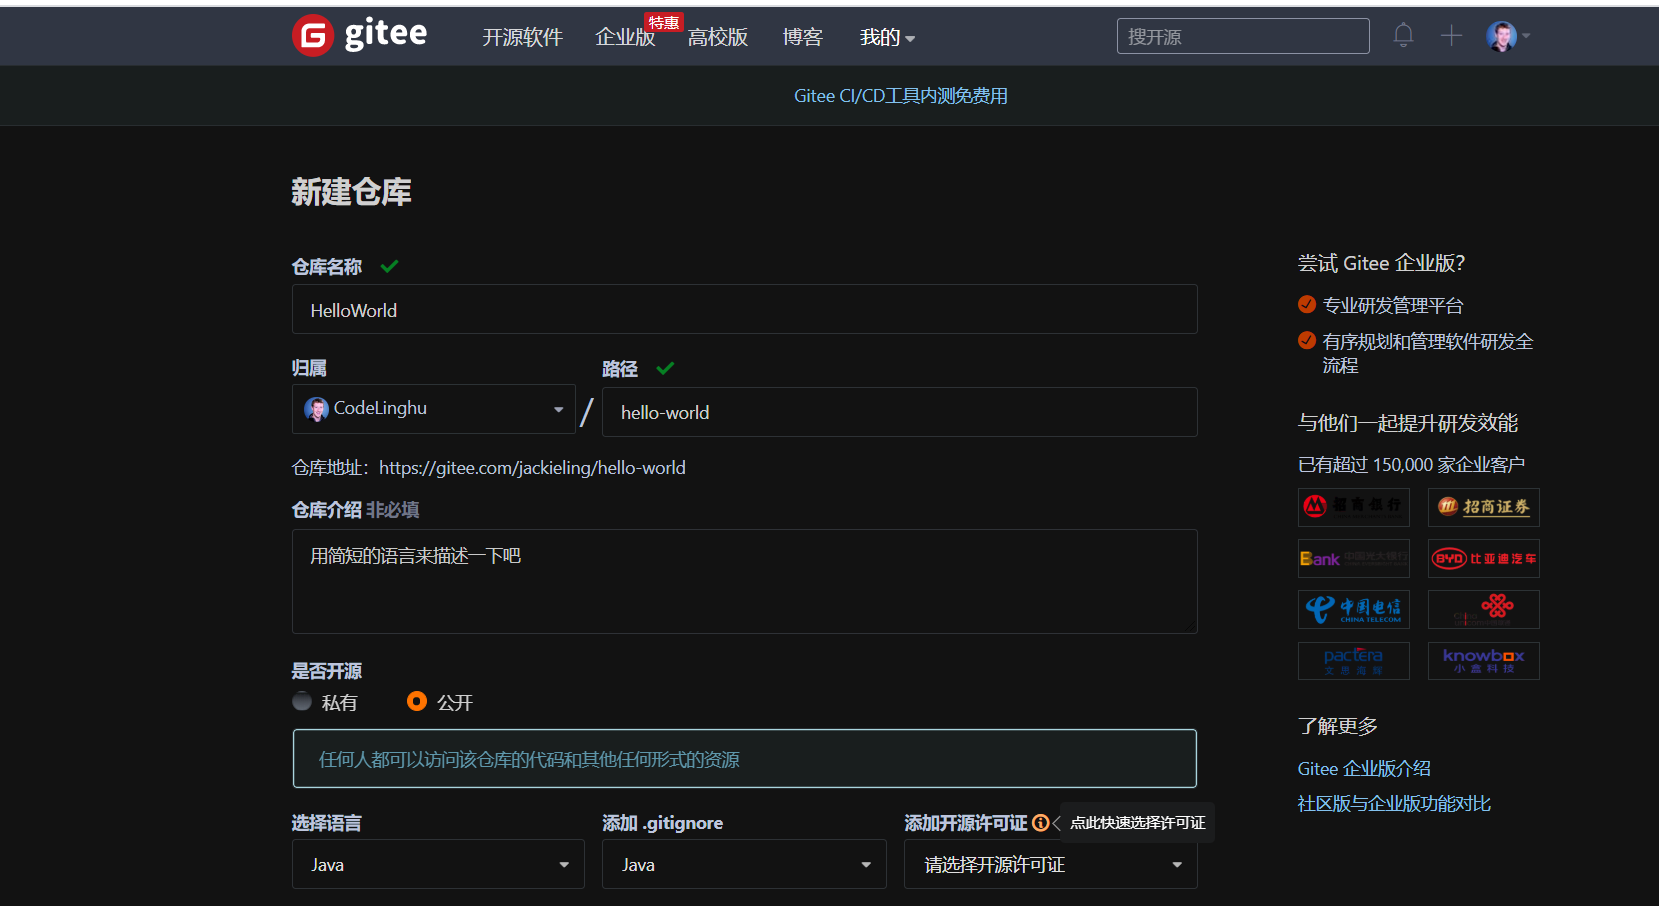 gitee
开源软件
企业版
特惠
高校版
博客
我的
搜开源
Gitee CI/CD工具内测免费用
新建仓库
仓库名称
HelloWorld
归属
路径
CodeLinghu
/
hello-world
仓库地址：https://gitee.com/jackieling/hello-world
仓库介绍 非必填
用简短的语言来描述一下吧
是否开源
私有
公开
任何人都可以访问该仓库的代码和其他任何形式的资源
选择语言
添加 .gitignore
添加开源许可证
点此快速选择许可证
Java
Java
请选择开源许可证
尝试 Gitee 企业版？
专业研发管理平台
有序规划和管理软件研发全
流程
与他们一起提升研发效能
已有超过 150,000 家企业客户
招商银行
招商证券
Bank 中国光大银行
BYD 比亚迪汽车
中国电信
CHINA TELECOM
China
pactera
文思海辉
knowbox
小盒科技
了解更多
Gitee 企业版介绍
社区版与企业版功能对比